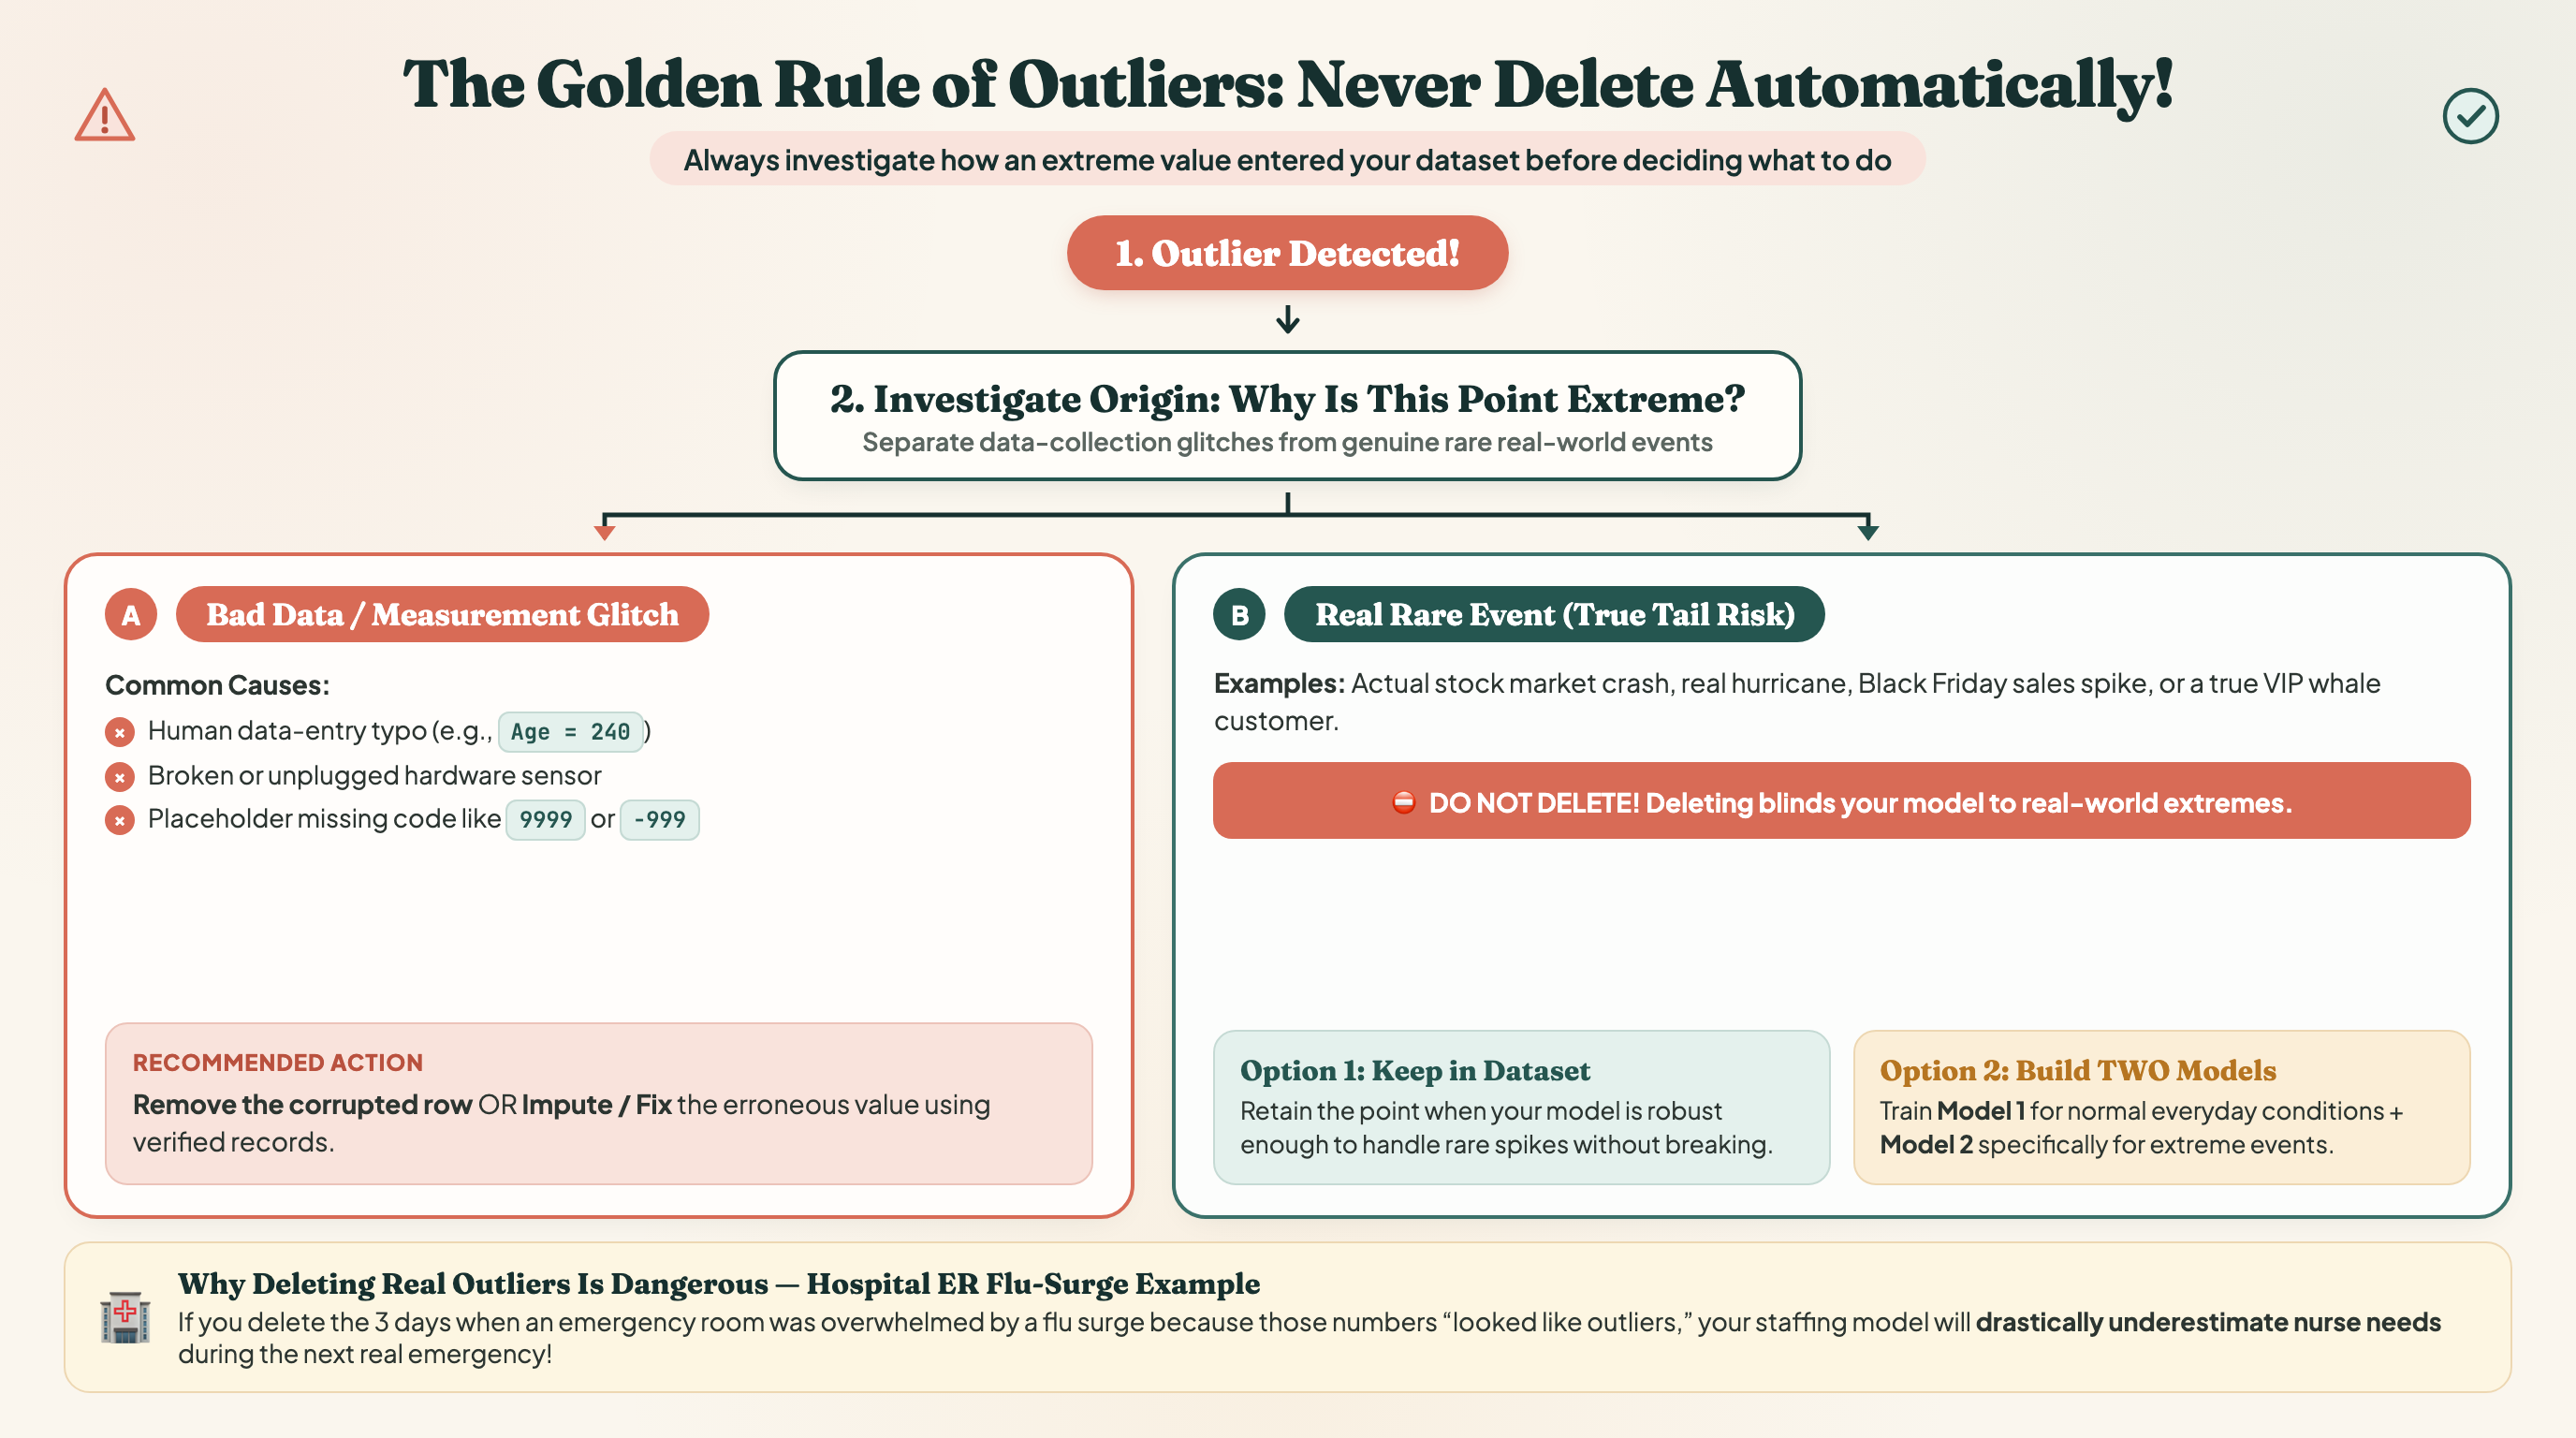 The Golden Rule of Outliers: Never Delete Automatically!
Always investigate how an extreme value entered your dataset before deciding what to do
1. Outlier Detected!
2. Investigate Origin: Why Is This Point Extreme?
Separate data-collection glitches from genuine rare real-world events
A Bad Data / Measurement Glitch
Common Causes:
Human data-entry typo (e.g., Age = 240)
Broken or unplugged hardware sensor
Placeholder missing code like 9999 or -999
RECOMMENDED ACTION
Remove the corrupted row OR Impute / Fix the erroneous value using
verified records.
B Real Rare Event (True Tail Risk)
Examples: Actual stock market crash, real hurricane, Black Friday sales spike, or a true VIP whale
customer.
DO NOT DELETE! Deleting blinds your model to real-world extremes.
Option 1: Keep in Dataset
Retain the point when your model is robust
enough to handle rare spikes without breaking.
Option 2: Build TWO Models
Train Model 1 for normal everyday conditions +
Model 2 specifically for extreme events.
Why Deleting Real Outliers Is Dangerous — Hospital ER Flu-Surge Example
If you delete the 3 days when an emergency room was overwhelmed by a flu surge because those numbers “looked like outliers,” your staffing model will drastically underestimate nurse needs
during the next real emergency!